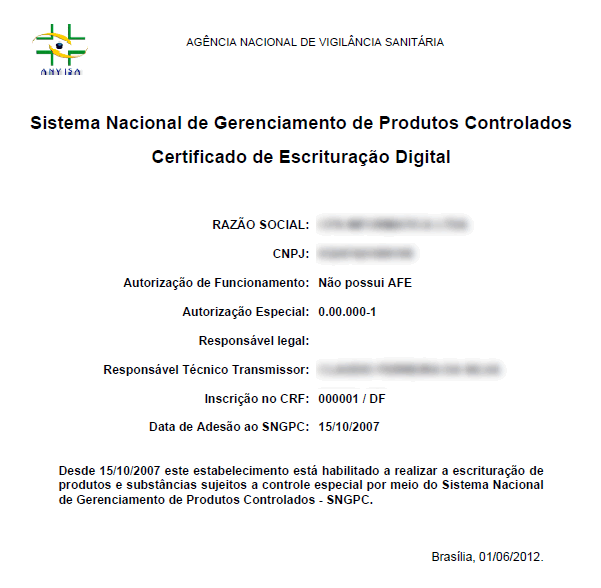 ANVISA
AGÊNCIA NACIONAL DE VIGILÂNCIA SANITÁRIA
Sistema Nacional de Gerenciamento de Produtos Controlados
Certificado de Escrituração Digital
RAZÃO SOCIAL:
CNPJ:
Autorização de Funcionamento: Não possui AFE
Autorização Especial: 0.00.000-1
Responsável legal:
Responsável Técnico Transmissor:
Inscrição no CRF: 000001 / DF
Data de Adesão ao SNGPC: 15/10/2007
Desde 15/10/2007 este estabelecimento está habilitado a realizar a escrituração de
produtos e substâncias sujeitos a controle especial por meio do Sistema Nacional
de Gerenciamento de Produtos Controlados - SNGPC.
Brasília, 01/06/2012.